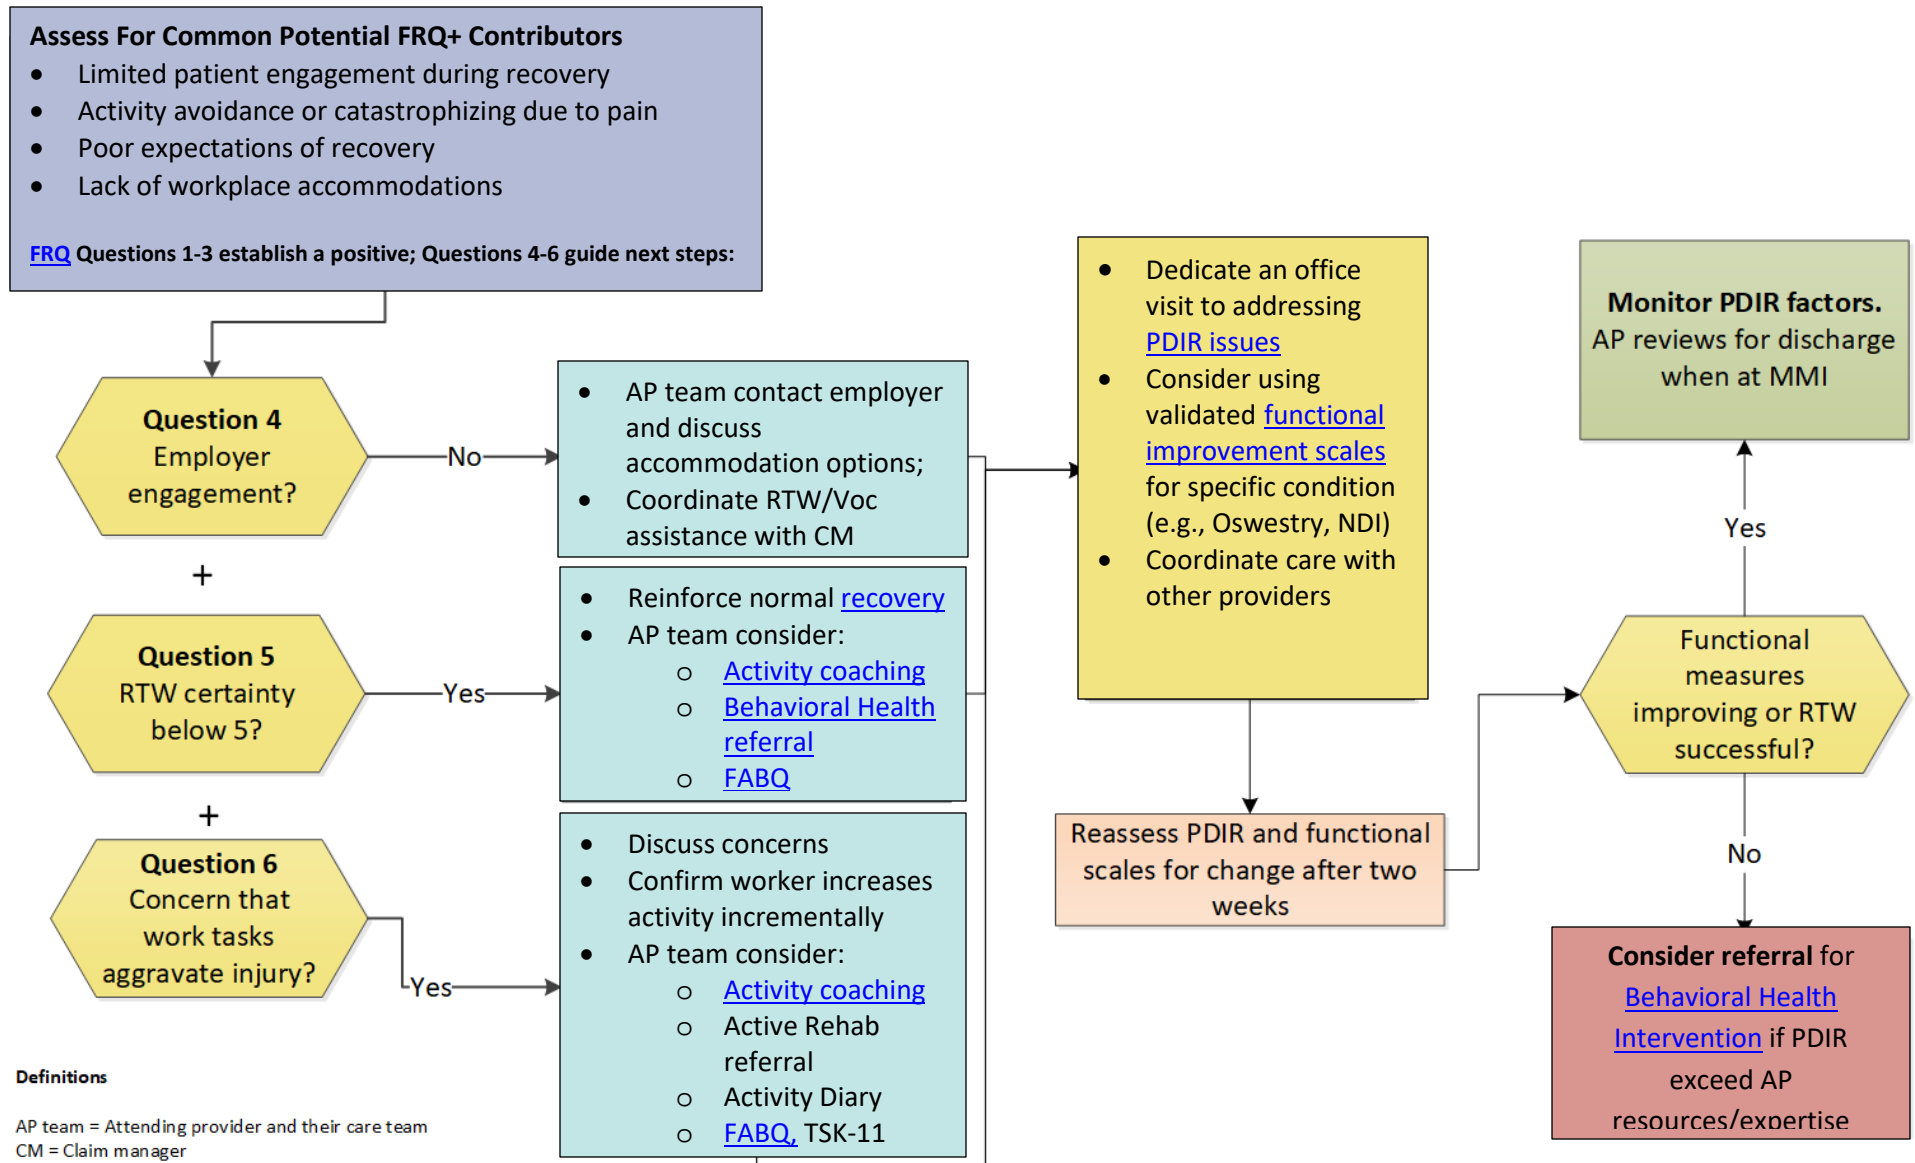 Assess For Common Potential FRQ+ Contributors
• Limited patient engagement during recovery
• Activity avoidance or catastrophizing due to pain
• Poor expectations of recovery
• Lack of workplace accommodations
FRQ Questions 1-3 establish a positive; Questions 4-6 guide next steps:
Question 4
Employer
engagement?
No
• AP team contact employer
and discuss
accommodation options;
• Coordinate RTW/Voc
assistance with CM
+
Question 5
RTW certainty
below 5?
Yes
• Reinforce normal recovery
• AP team consider:
o Activity coaching
o Behavioral Health
referral
o FABQ
+
Question 6
Concern that
work tasks
aggravate injury?
Yes
• Discuss concerns
• Confirm worker increases
activity incrementally
• AP team consider:
o Activity coaching
o Active Rehab
referral
o Activity Diary
o FABQ, TSK-11
• Dedicate an office
visit to addressing
PDIR issues
• Consider using
validated functional
improvement scales
for specific condition
(e.g., Oswestry, NDI)
• Coordinate care with
other providers
Reassess PDIR and functional
scales for change after two
weeks
Functional
measures
improving or RTW
successful?
Yes
Monitor PDIR factors.
AP reviews for discharge
when at MMI
No
Consider referral for
Behavioral Health
Intervention if PDIR
exceed AP
resources/expertise
Definitions
AP team = Attending provider and their care team
CM = Claim manager